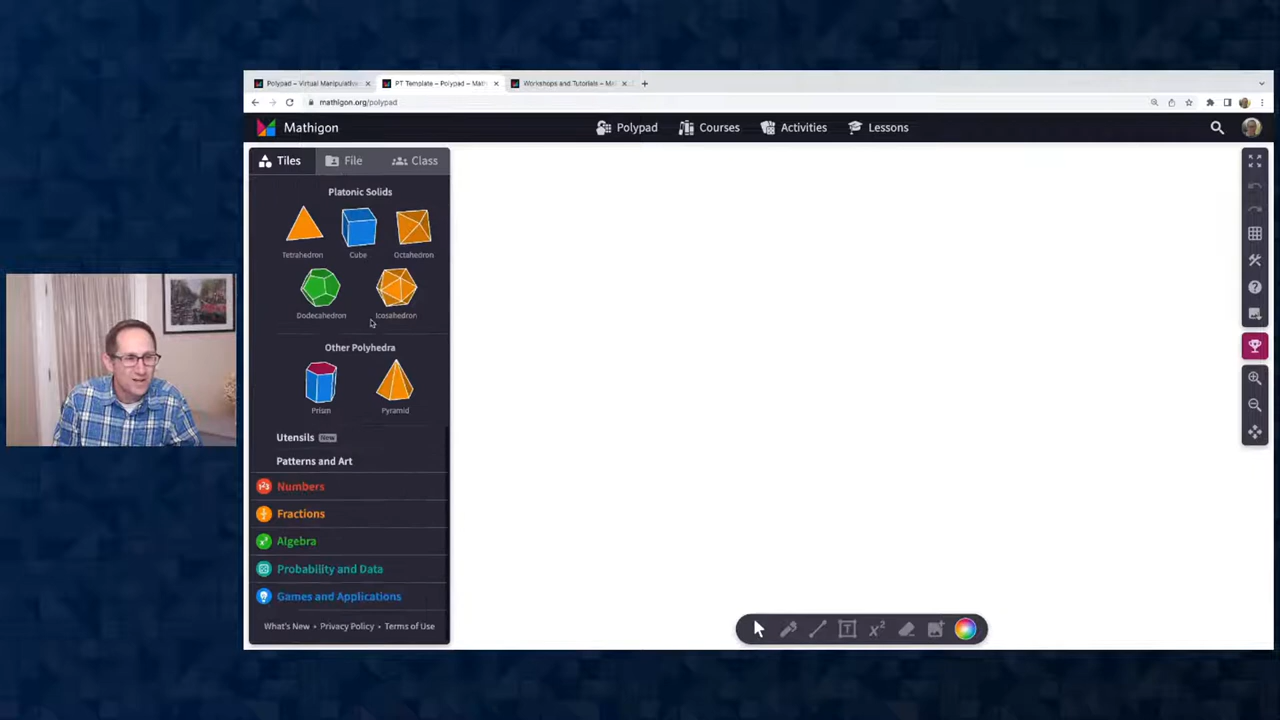 Polypad – Virtual Manipulative
PT Template – Polypad – Math
Workshops and Tutorials – Ma
mathigon.org/polypad
Mathigon
Polypad
Courses
Activities
Lessons
Tiles
File
Class
Platonic Solids
Tetrahedron
Cube
Octahedron
Dodecahedron
Icosahedron
Other Polyhedra
Prism
Pyramid
Utensils New
Patterns and Art
Numbers
Fractions
Algebra
Probability and Data
Games and Applications
What's New • Privacy Policy • Terms of Use